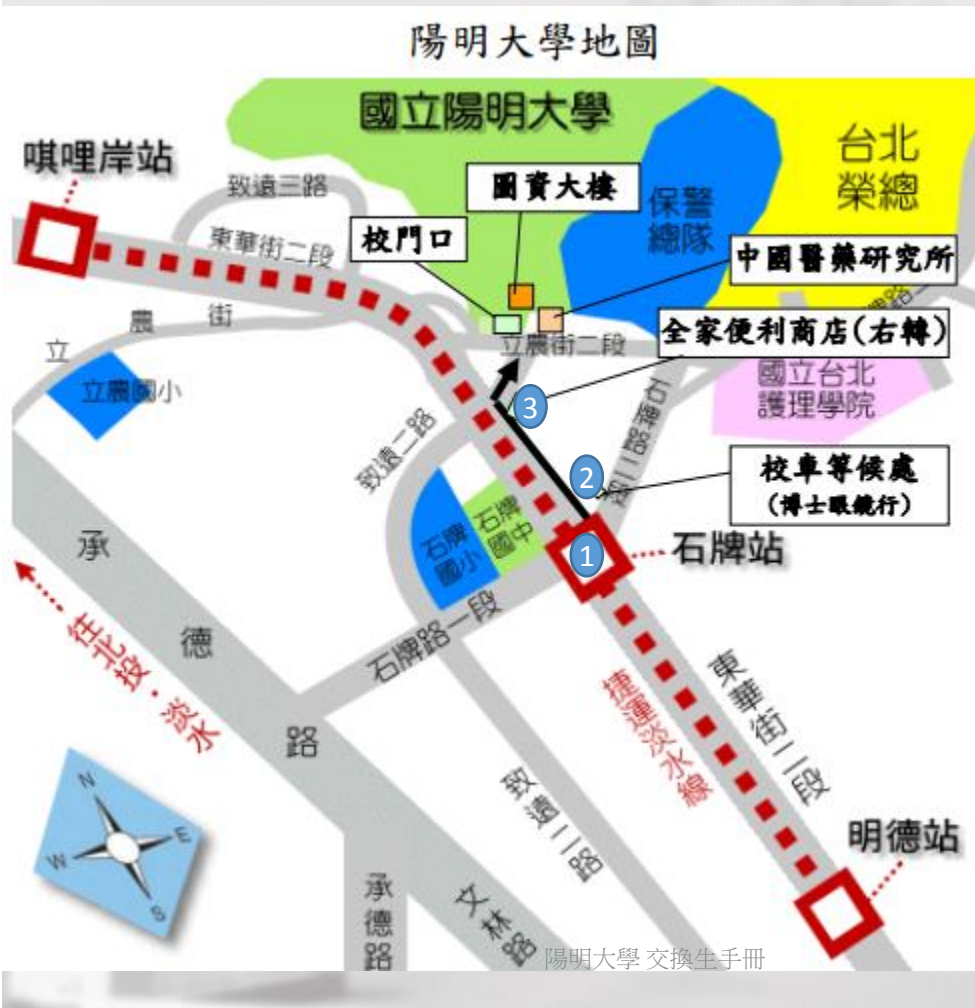 陽明大學地圖
國立陽明大學
唭哩岸站
台北
榮總
致遠三路
圖資大樓
保警
總隊
校門口
東華街二段
中國醫藥研究所
立農街
全家便利商店(右轉)
立農街二段
立農國小
國立台北
護理學院
3
石牌路二段
致遠二路
校車等候處
(博士眼鏡行)
2
石牌
國中
石牌
國小
1
石牌站
承德路
石牌路一段
往北投・淡水
捷運淡水線
東華街二段
N
E
W
S
致遠二路
明德站
承德路
文林路
陽明大學 交換生手冊